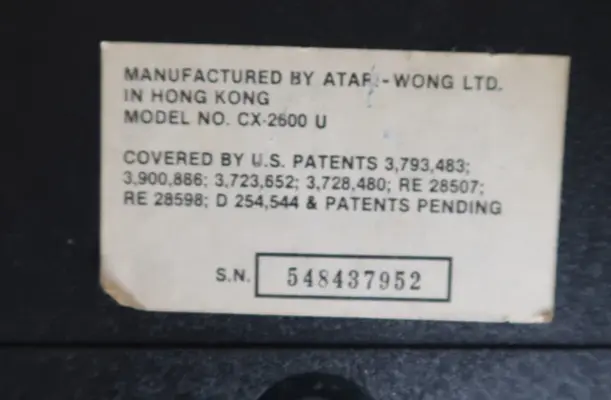 MANUFACTURED BY ATARI-WONG LTD.
IN HONG KONG
MODEL NO. CX-2600 U
COVERED BY U.S. PATENTS 3,793,483;
3,900,886; 3,723,652; 3,728,480; RE 28507;
RE 28598; D 254,544 & PATENTS PENDING
S.N. 548437952